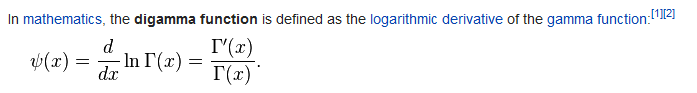 In mathematics, the digamma function is defined as the logarithmic derivative of the gamma function:[1][2]
ψ(x) = d/dx ln Γ(x) = Γ′(x)/Γ(x).